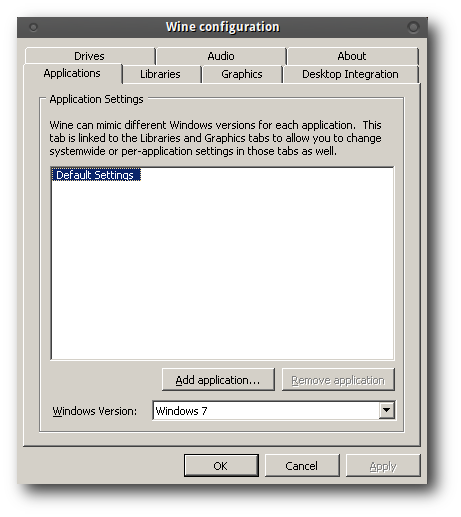 Wine configuration
Drives Audio About
Applications Libraries Graphics Desktop Integration
Application Settings
Wine can mimic different Windows versions for each application. This
tab is linked to the Libraries and Graphics tabs to allow you to change
systemwide or per-application settings in those tabs as well.
Default Settings
Add application... Remove application
Windows Version: Windows 7
OK Cancel Apply